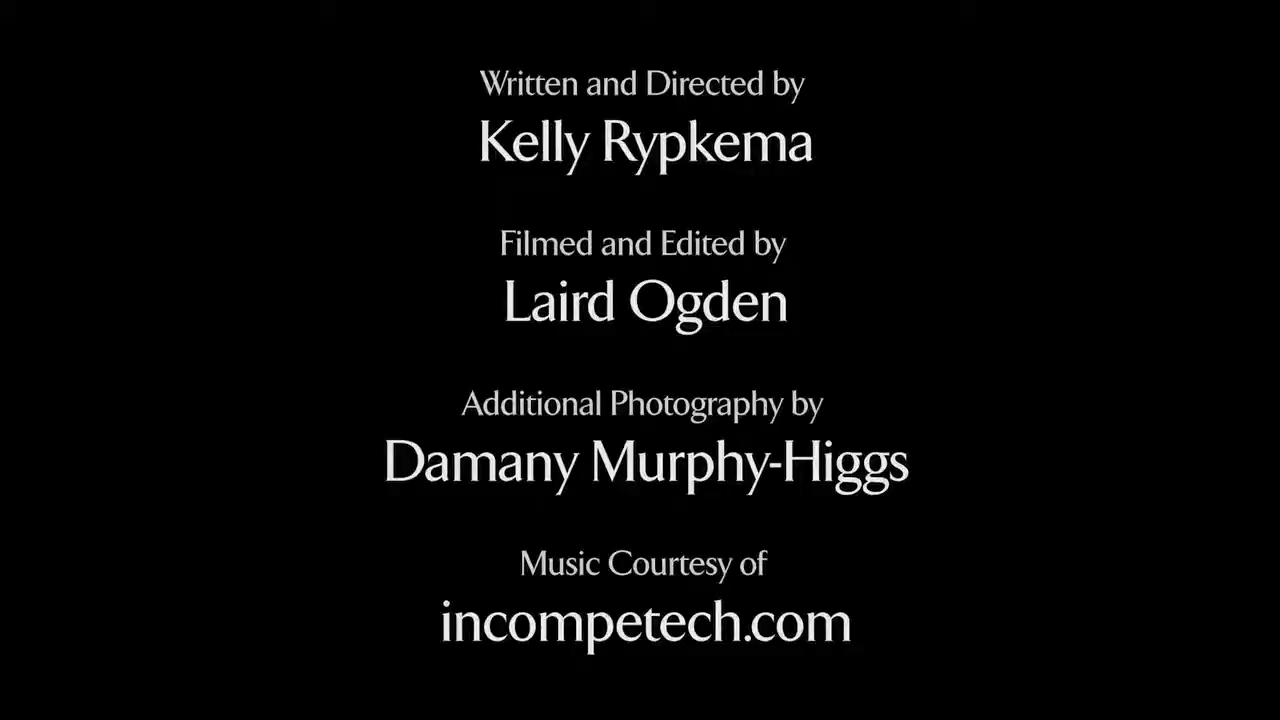 Written and Directed by
Kelly Rypkema
Filmed and Edited by
Laird Ogden
Additional Photography by
Damany Murphy-Higgs
Music Courtesy of
incompetech.com